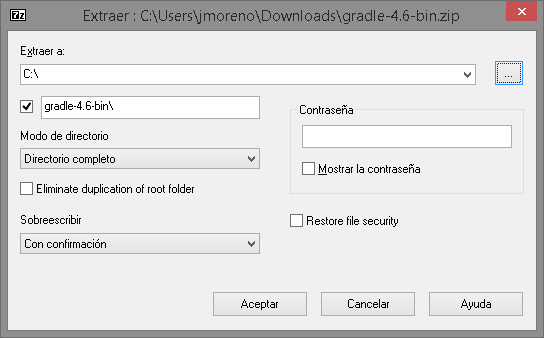 7z Extraer : C:\Users\jmoreno\Downloads\gradle-4.6-bin.zip
Extraer a:
C:\
...
gradle-4.6-bin\
Contraseña
Modo de directorio
Directorio completo
Mostrar la contraseña
Eliminate duplication of root folder
Sobreescribir
Restore file security
Con confirmación
Aceptar Cancelar Ayuda